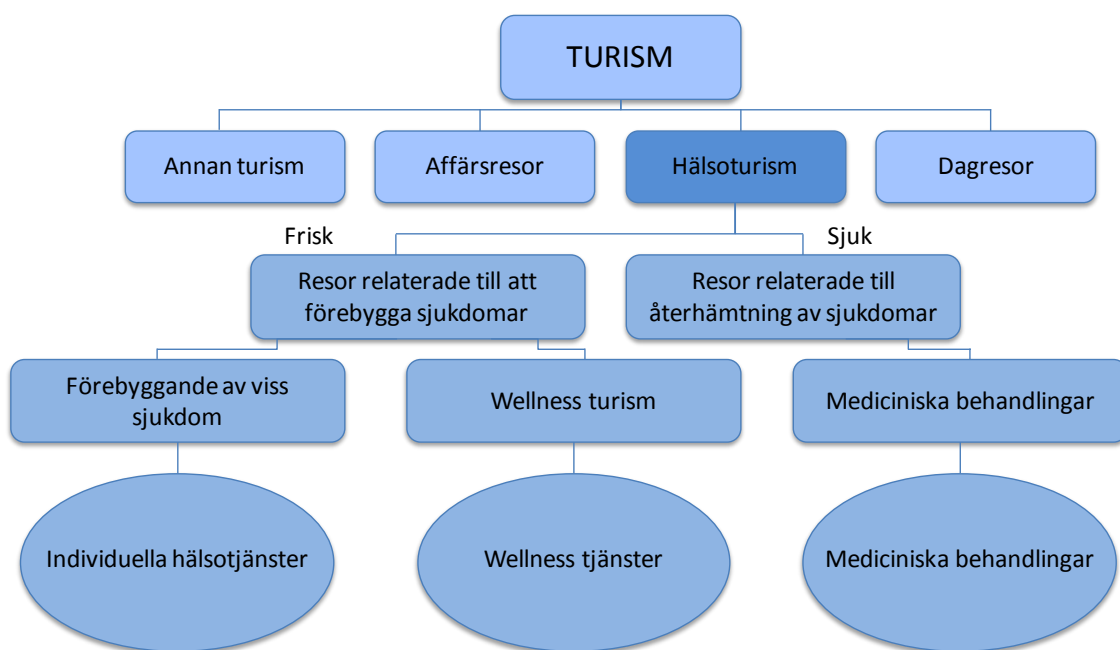 TURISM
Annan turism
Affärsresor
Hälsoturism
Dagresor
Frisk
Sjuk
Resor relaterade till att
förebygga sjukdomar
Resor relaterade till
återhämtning av sjukdomar
Förebyggande av viss
sjukdom
Wellness turism
Mediciniska behandlingar
Individuella hälsotjänster
Wellness tjänster
Mediciniska behandlingar